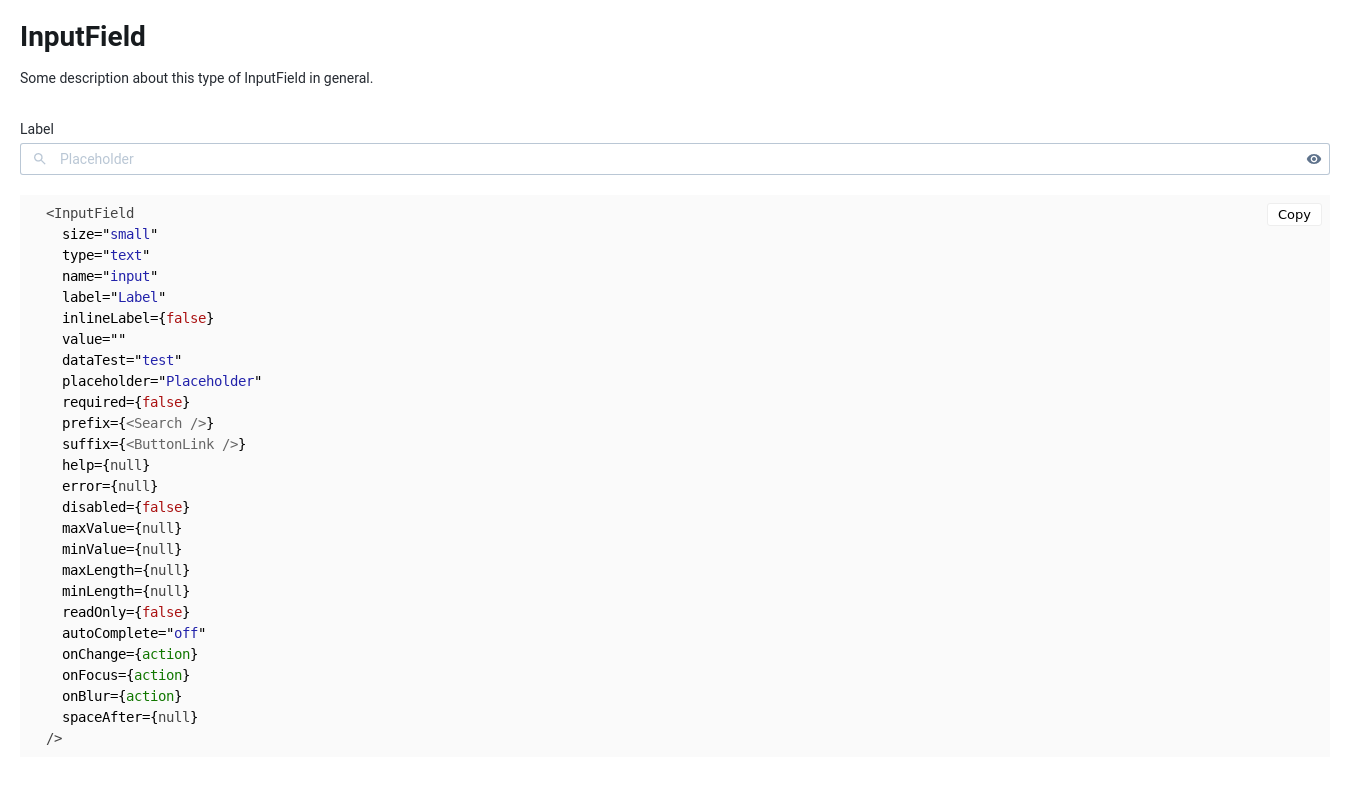 InputField
Some description about this type of InputField in general.
Label
Placeholder
Copy
<InputField
  size="small"
  type="text"
  name="input"
  label="Label"
  inlineLabel={false}
  value=""
  dataTest="test"
  placeholder="Placeholder"
  required={false}
  prefix={<Search />}
  suffix={<ButtonLink />}
  help={null}
  error={null}
  disabled={false}
  maxValue={null}
  minValue={null}
  maxLength={null}
  minLength={null}
  readOnly={false}
  autoComplete="off"
  onChange={action}
  onFocus={action}
  onBlur={action}
  spaceAfter={null}
/>